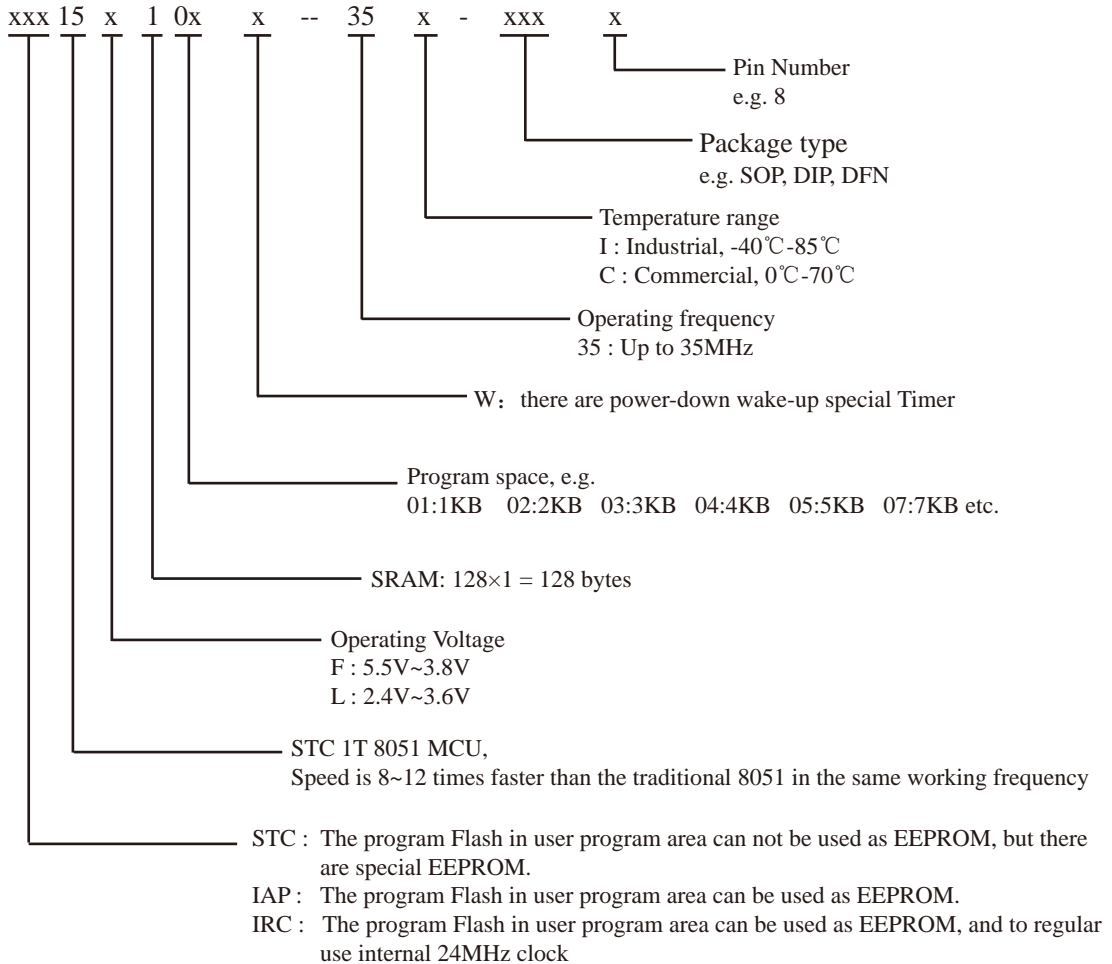 xxx 15 x 1 0x x -- 35 x - xxx x
Pin Number
e.g. 8
Package type
e.g. SOP, DIP, DFN
Temperature range
I : Industrial, -40℃-85℃
C : Commercial, 0℃-70℃
Operating frequency
35 : Up to 35MHz
W： there are power-down wake-up special Timer
Program space, e.g.
01:1KB 02:2KB 03:3KB 04:4KB 05:5KB 07:7KB etc.
SRAM: 128×1 = 128 bytes
Operating Voltage
F : 5.5V~3.8V
L : 2.4V~3.6V
STC 1T 8051 MCU,
Speed is 8~12 times faster than the traditional 8051 in the same working frequency
STC : The program Flash in user program area can not be used as EEPROM, but there
are special EEPROM.
IAP : The program Flash in user program area can be used as EEPROM.
IRC : The program Flash in user program area can be used as EEPROM, and to regular
use internal 24MHz clock